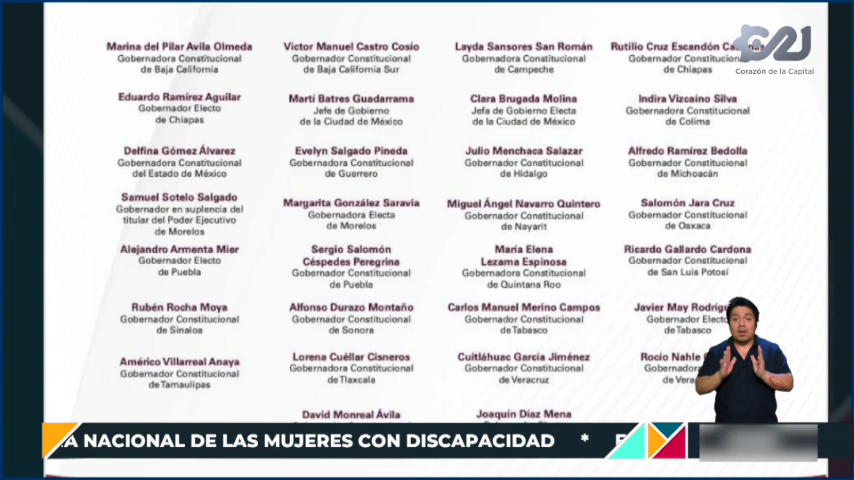 Marina del Pilar Avila Olmeda
Gobernadora Constitucional
de Baja California
Víctor Manuel Castro Cosío
Gobernador Constitucional
de Baja California Sur
Layda Sansores San Román
Gobernadora Constitucional
de Campeche
Rutilio Cruz Escandón
Gobernador
de Chiapas
Corazón de la Capital
Eduardo Ramírez Aguilar
Gobernador Electo
de Chiapas
Martí Batres Guadarrama
Jefe de Gobierno
de la Ciudad de México
Clara Brugada Molina
Jefa de Gobierno Electa
de la Ciudad de México
Indira Vizcaíno Silva
Gobernadora Constitucional
de Colima
Delfina Gómez Álvarez
Gobernadora Constitucional
del Estado de México
Evelyn Salgado Pineda
Gobernadora Constitucional
de Guerrero
Julio Menchaca Salazar
Gobernador Constitucional
de Hidalgo
Alfredo Ramírez Bedolla
Gobernador Constitucional
de Michoacán
Samuel Sotelo Salgado
Gobernador en suplencia del
titular del Poder Ejecutivo
de Morelos
Margarita González Saravia
Gobernadora Electa
de Morelos
Miguel Ángel Navarro Quintero
Gobernador Constitucional
de Nayarit
Salomón Jara Cruz
Gobernador Constitucional
de Oaxaca
Alejandro Armenta Mier
Gobernador Electo
de Puebla
Sergio Salomón
Céspedes Peregrina
Gobernador Constitucional
de Puebla
María Elena
Lezama Espinosa
Gobernadora Constitucional
de Quintana Roo
Ricardo Gallardo Cardona
Gobernador Constitucional
de San Luis Potosí
Rubén Rocha Moya
Gobernador Constitucional
de Sinaloa
Alfonso Durazo Montaño
Gobernador Constitucional
de Sonora
Carlos Manuel Merino Campos
Gobernador Constitucional
de Tabasco
Javier May
Gobernador
de Tabasco
Américo Villarreal Anaya
Gobernador Constitucional
de Tamaulipas
Lorena Cuéllar Cisneros
Gobernadora Constitucional
de Tlaxcala
Cuitláhuac García Jiménez
Gobernador Constitucional
de Veracruz
Rocío Nahle
David Monreal Ávila
Joaquín Díaz Mena
NACIONAL DE LAS MUJERES CON DISCAPACIDAD *